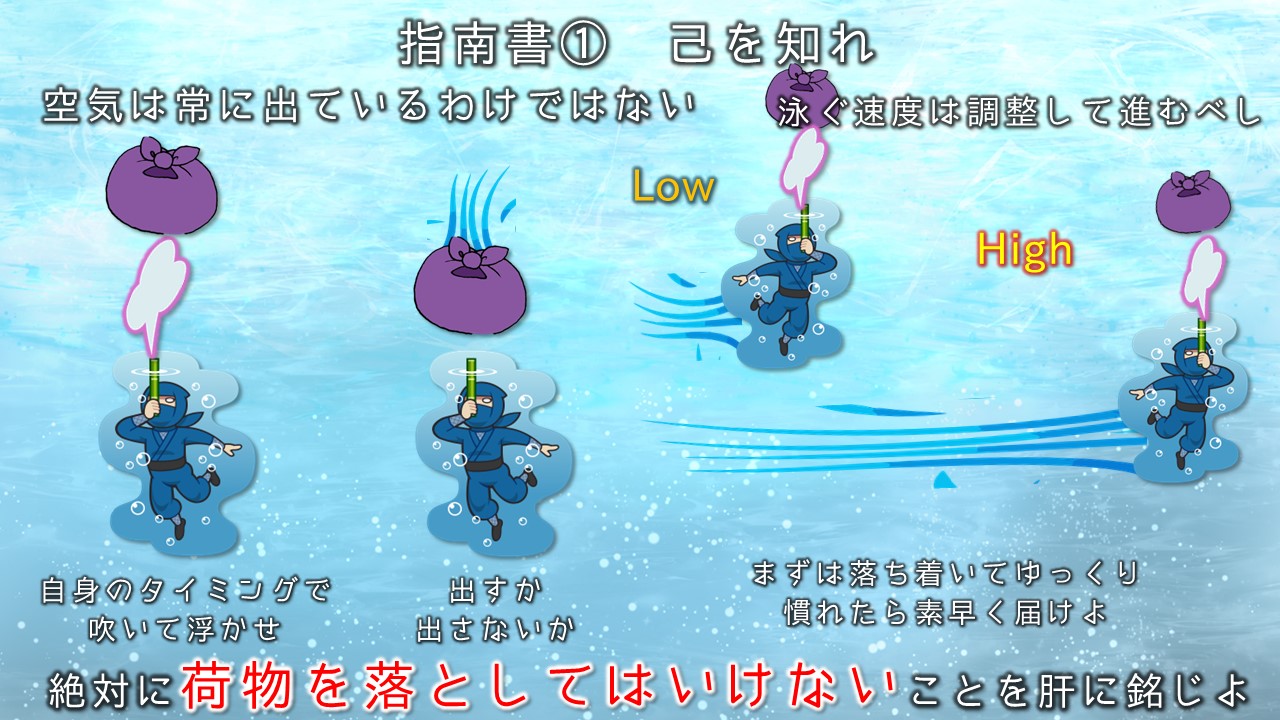 指南書① 己を知れ
空気は常に出ているわけではない
泳ぐ速度は調整して進むべし
Low
High
自身のタイミングで
吹いて浮かせ
出すか
出さないか
まずは落ち着いてゆっくり
慣れたら素早く届けよ
絶対に荷物を落としてはいけないことを肝に銘じよ